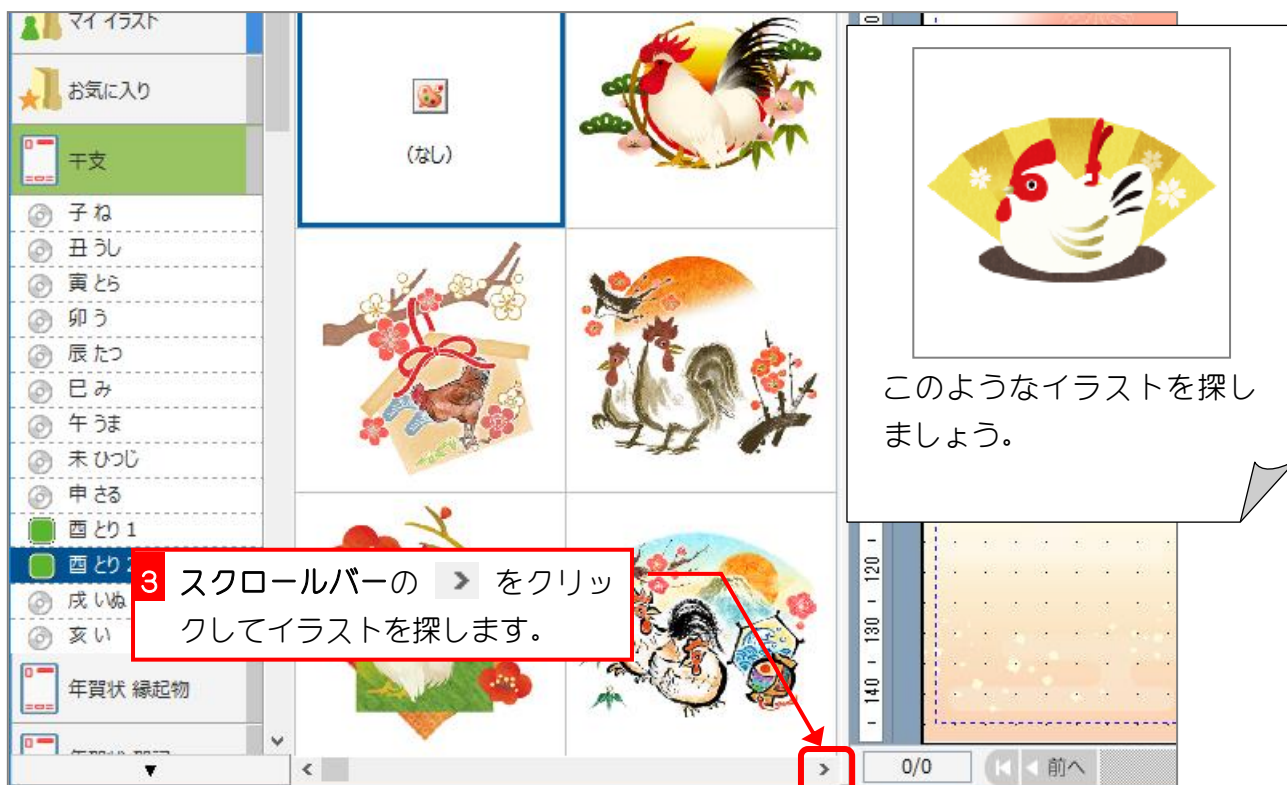 マイ イラスト
お気に入り
干支
子 ね
丑 うし
寅 とら
卯 う
辰 たつ
巳 み
午 うま
未 ひつじ
申 さる
酉 とり 1
酉 とり
戌 いぬ
亥 い
年賀状 縁起物
▼
(なし)
3 スクロールバーの > をクリッ
クしてイラストを探します。
< >
このようなイラストを探し
ましょう。
120
130
140
0/0
前へ